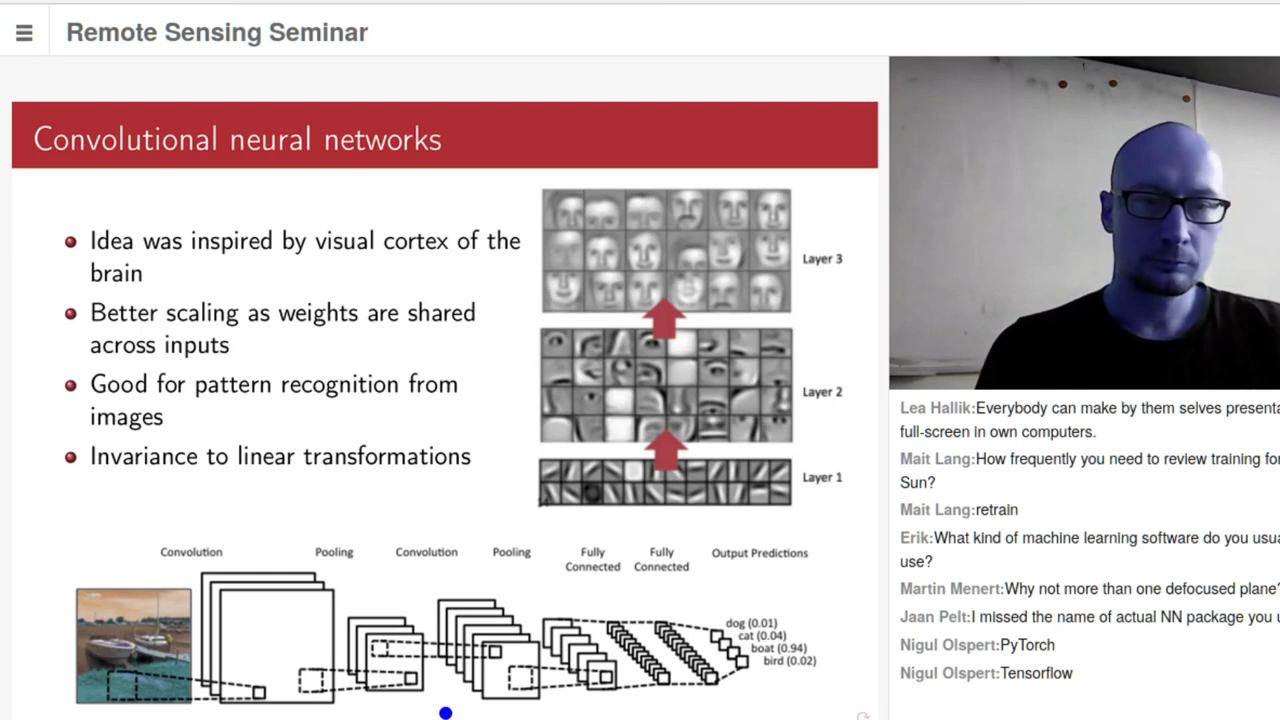 Remote Sensing Seminar
Convolutional neural networks
Idea was inspired by visual cortex of the
brain
Better scaling as weights are shared
across inputs
Good for pattern recognition from
images
Invariance to linear transformations
Layer 3
Layer 2
Layer 1
Convolution
Pooling
Convolution
Pooling
Fully
Connected
Fully
Connected
Output Predictions
dog (0.01)
cat (0.04)
boat (0.94)
bird (0.02)
Lea Hallik:Everybody can make by them selves
full-screen in own computers.
Mait Lang:How frequently you need to review training
Sun?
Mait Lang:retrain
Erik:What kind of machine learning software do you
use?
Martin Menert:Why not more than one defocused plane?
Jaan Pelt:I missed the name of actual NN package you
Nigul Olspert:PyTorch
Nigul Olspert:Tensorflow